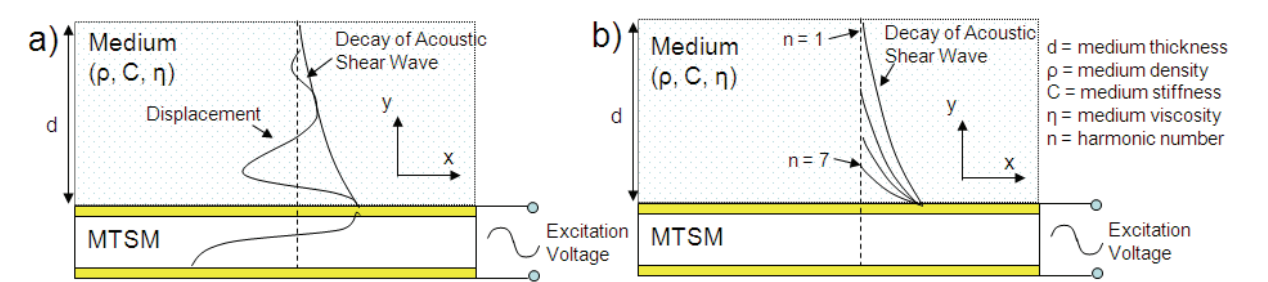 a)
Medium
(ρ, C, η)
Decay of Acoustic
Shear Wave
Displacement
d
y
x
MTSM
Excitation
Voltage
b)
Medium
(ρ, C, η)
n = 1
Decay of Acoustic
Shear Wave
d
y
x
n = 7
MTSM
Excitation
Voltage
d = medium thickness
ρ = medium density
C = medium stiffness
η = medium viscosity
n = harmonic number